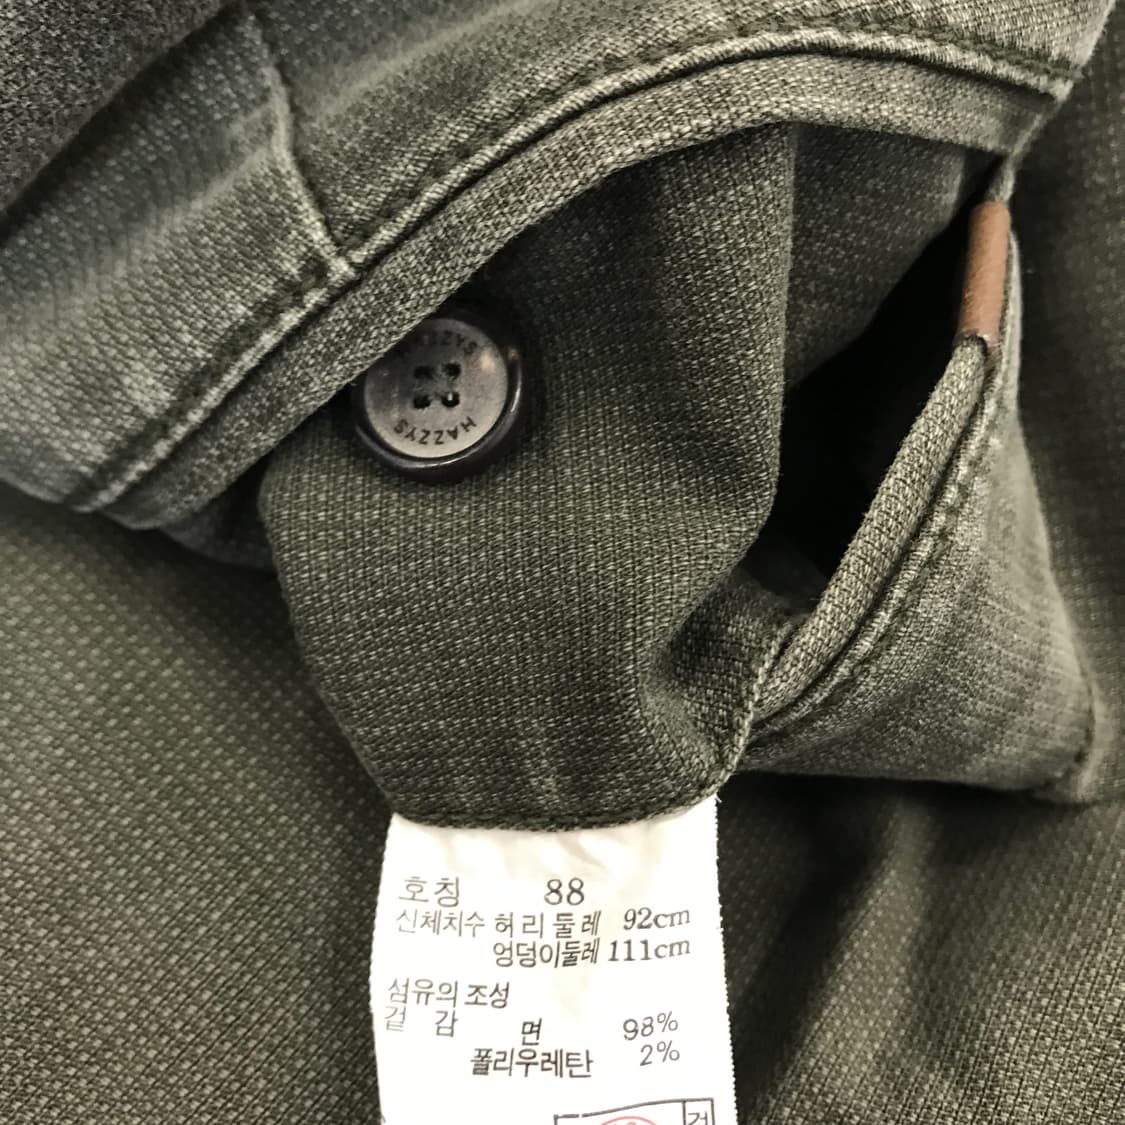 HAZZYS
HAZZYS
호칭 88
신체치수 허리둘레 92cm
엉덩이둘레 111cm
섬유의 조성
겉감 면 98%
폴리우레탄 2%